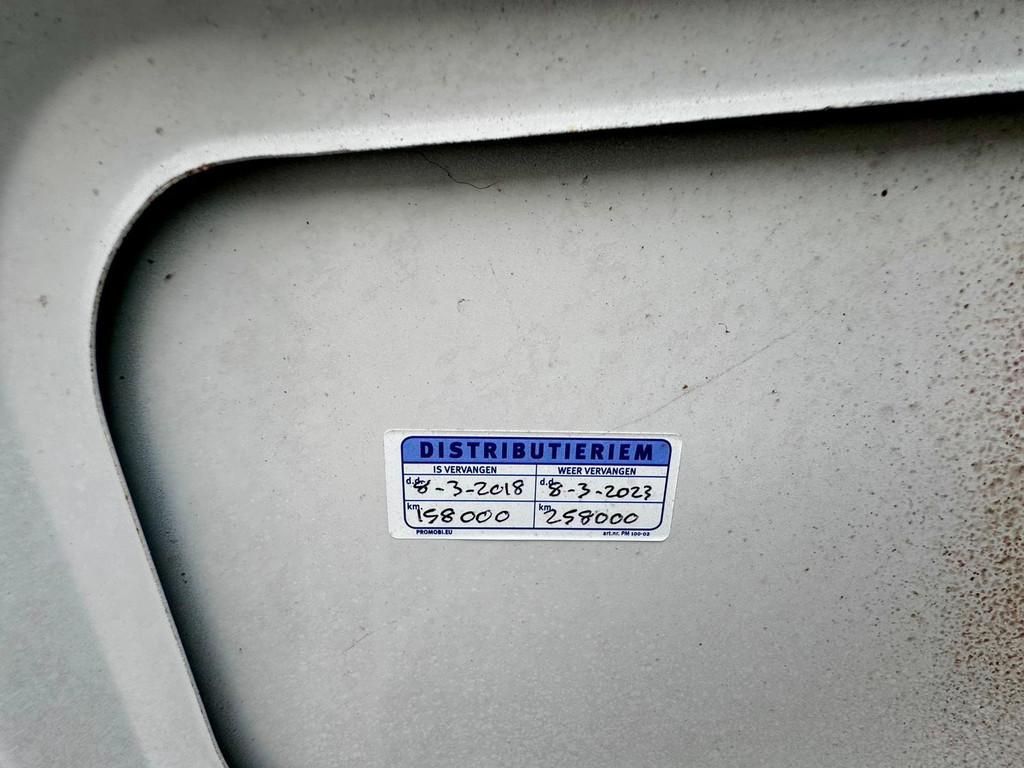 DISTRIBUTIERIEM
IS VERVANGEN WEER VERVANGEN
d.d. 8-3-2018 d.d. 8-3-2023
km. 158000 km. 258000
PROMOBI.EU art.nr. PM 100-02